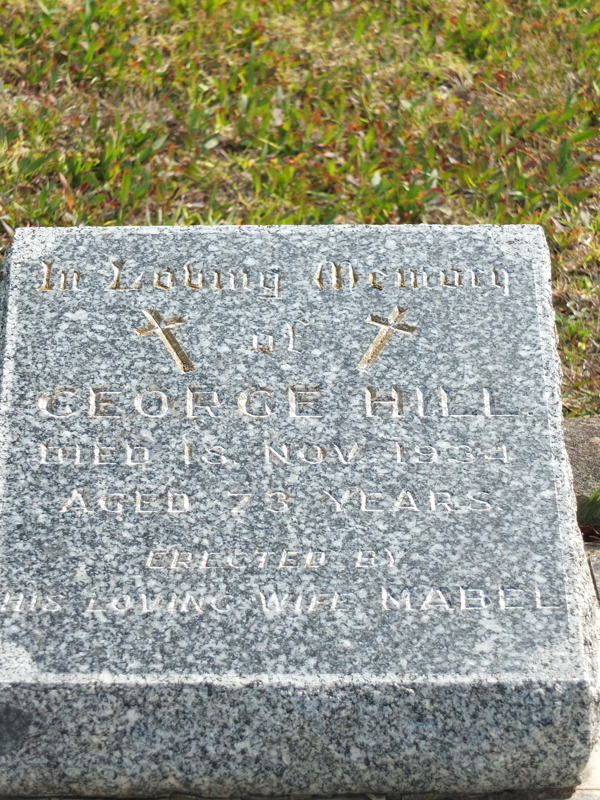 In Loving Memory
of
GEORGE HILL.
DIED 18. NOV. 1934
AGED 73 YEARS.
ERECTED BY
HIS LOVING WIFE MABEL